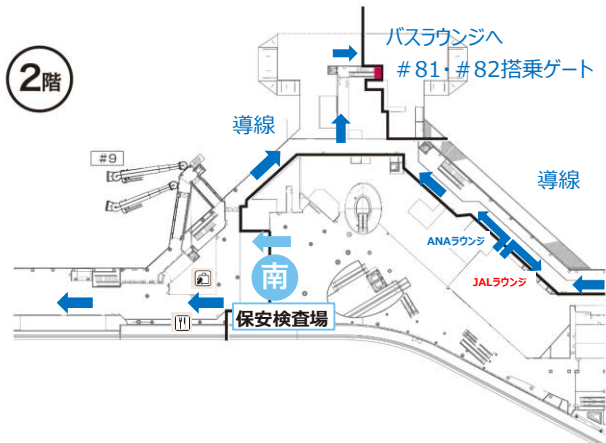 バスラウンジへ
#81・#82搭乗ゲート
2階
導線
#9
導線
ANAラウンジ
JALラウンジ
南
保安検査場